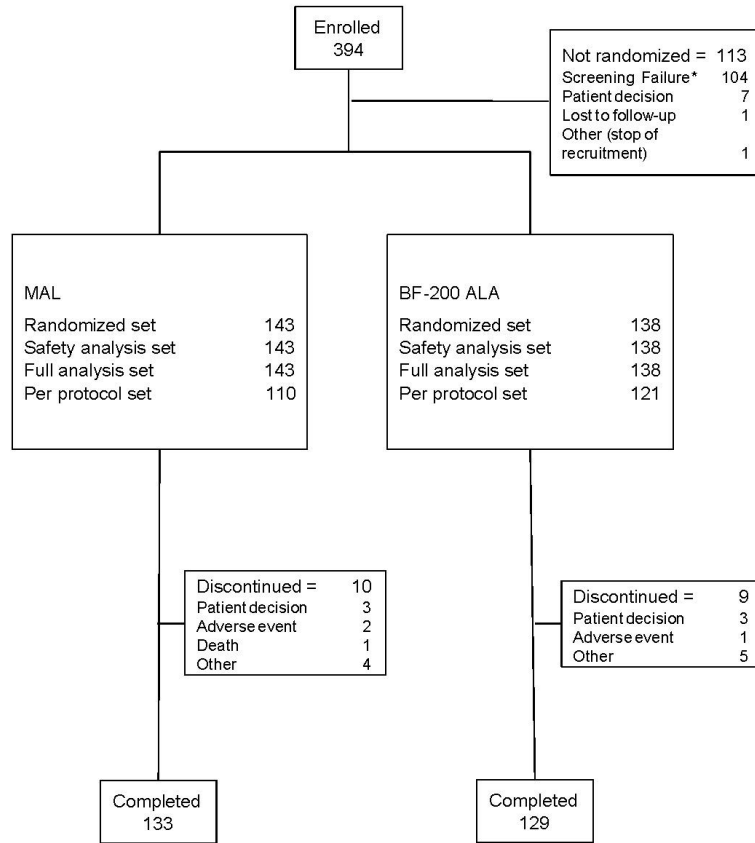 Enrolled
394
Not randomized = 113
Screening Failure* 104
Patient decision 7
Lost to follow-up 1
Other (stop of
recruitment) 1
MAL
Randomized set 143
Safety analysis set 143
Full analysis set 143
Per protocol set 110
BF-200 ALA
Randomized set 138
Safety analysis set 138
Full analysis set 138
Per protocol set 121
Discontinued = 10
Patient decision 3
Adverse event 2
Death 1
Other 4
Discontinued = 9
Patient decision 3
Adverse event 1
Other 5
Completed
133
Completed
129